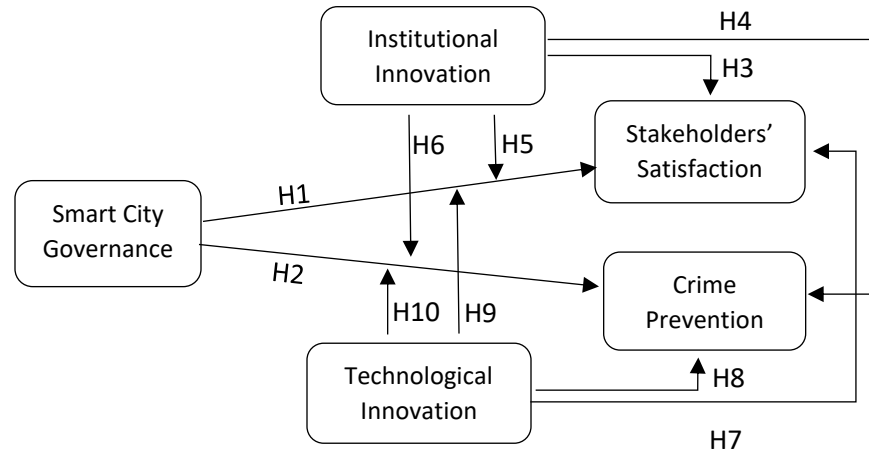 H4
Institutional
Innovation
H3
H6
H5
Stakeholders’
Satisfaction
H1
Smart City
Governance
H2
Crime
Prevention
H10
H9
Technological
Innovation
H8
H7